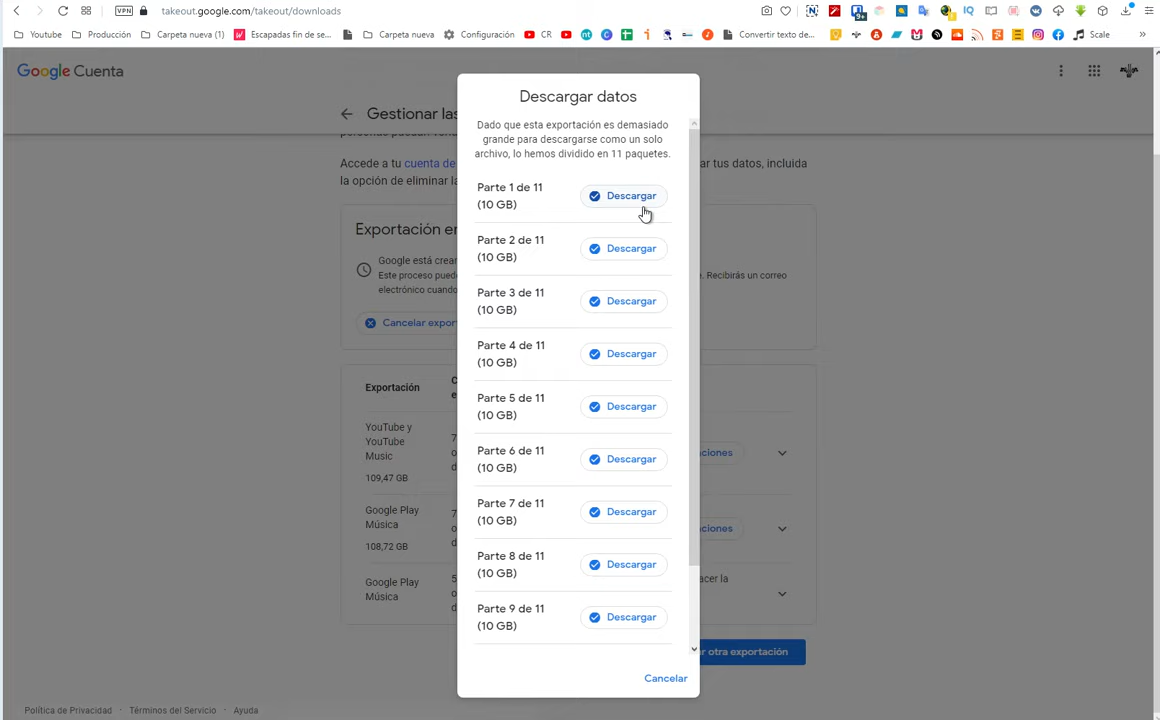 VPN takeout.google.com/takeout/downloads
9+
Youtube Producción Carpeta nueva (1) Escapadas fin de se... Carpeta nueva Configuración CR nt Convertir texto de... Scale
Google Cuenta
Descargar datos
Dado que esta exportación es demasiado
grande para descargarse como un solo
archivo, lo hemos dividido en 11 paquetes.
Gestionar las
Accede a tu cuenta de
ar tus datos, incluida
la opción de eliminar la
Parte 1 de 11
(10 GB)
Descargar
Parte 2 de 11
(10 GB)
Descargar
Parte 3 de 11
(10 GB)
Descargar
Parte 4 de 11
(10 GB)
Descargar
Parte 5 de 11
(10 GB)
Descargar
Parte 6 de 11
(10 GB)
Descargar
Parte 7 de 11
(10 GB)
Descargar
Parte 8 de 11
(10 GB)
Descargar
Parte 9 de 11
(10 GB)
Descargar
Cancelar
Exportación en
Google está crear
Este proceso pued
e. Recibirás un correo
electrónico cuando
Cancelar expor
Exportación
YouTube y
YouTube
Music
109,47 GB
ciones
Google Play
Música
108,72 GB
ciones
Google Play
Música
acer la
r otra exportación
Política de Privacidad · Términos del Servicio · Ayuda